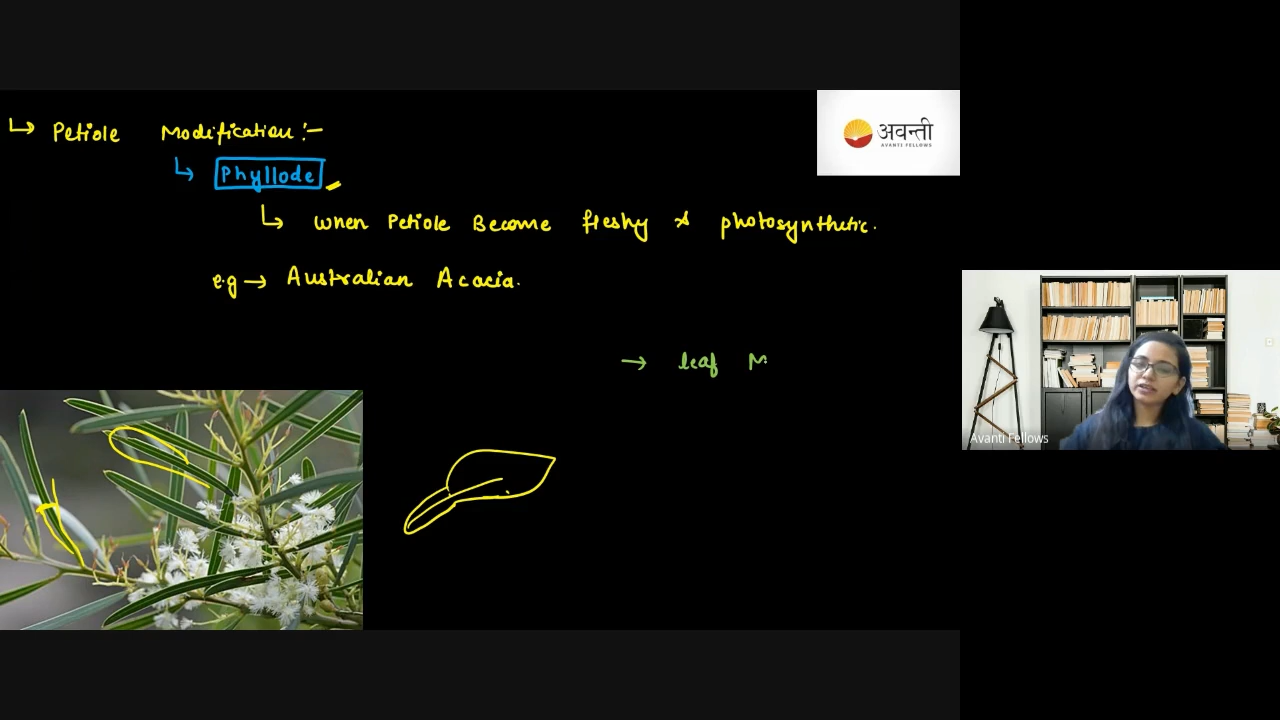 ↳ Petiole Modification:-
↳ Phyllode
↳ when Petiole Become fleshy & photosynthetic.
e.g → Australian Acacia.
→ leaf M
अवन्ती
AVANTI FELLOWS
Avanti Fellows